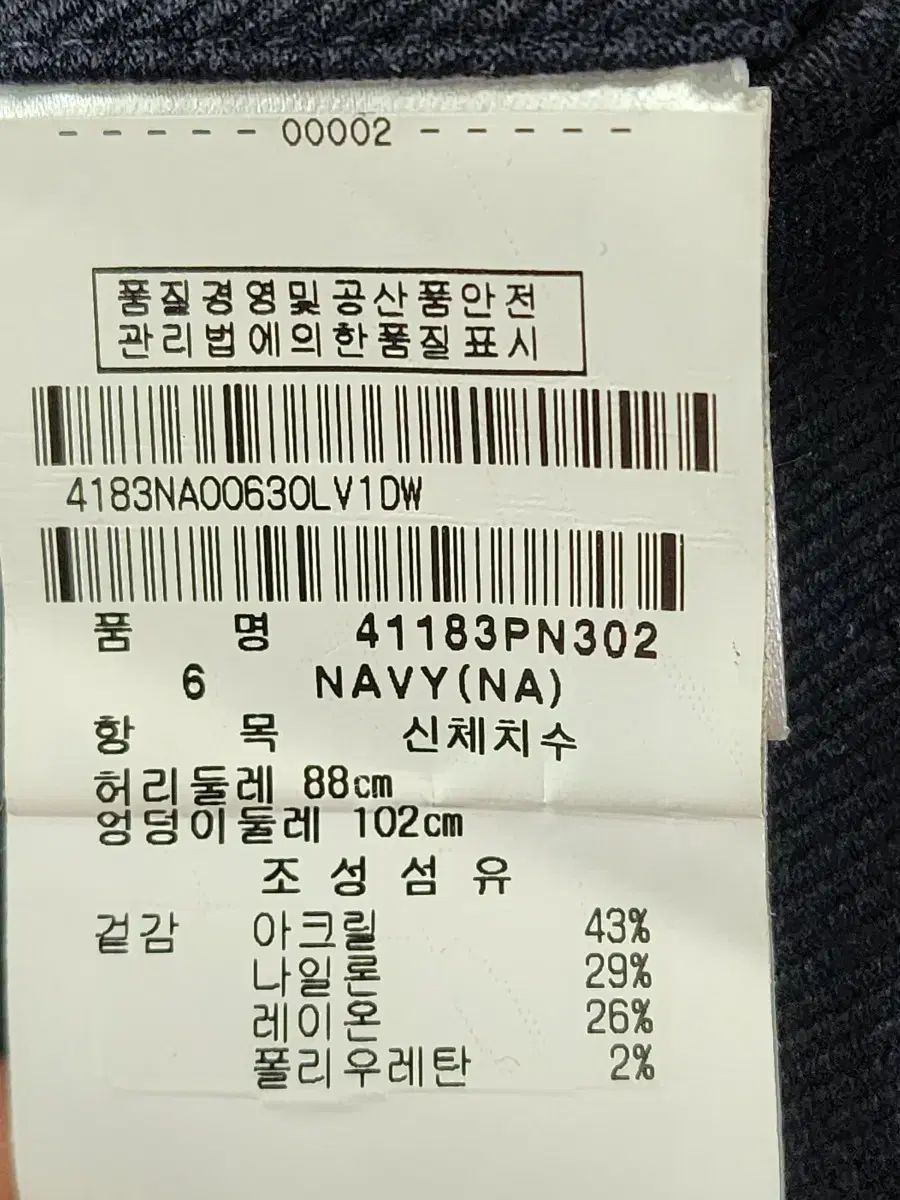 - - - - - 00002 - - - - - -
품질경영및공산품안전
관리법에의한품질표시
4183NA00630LV1DW
품 명 41183PN302
6 NAVY(NA)
항 목 신체치수
허리둘레 88cm
엉덩이둘레 102cm
조 성 섬 유
겉감 아크릴 43%
나일론 29%
레이온 26%
폴리우레탄 2%